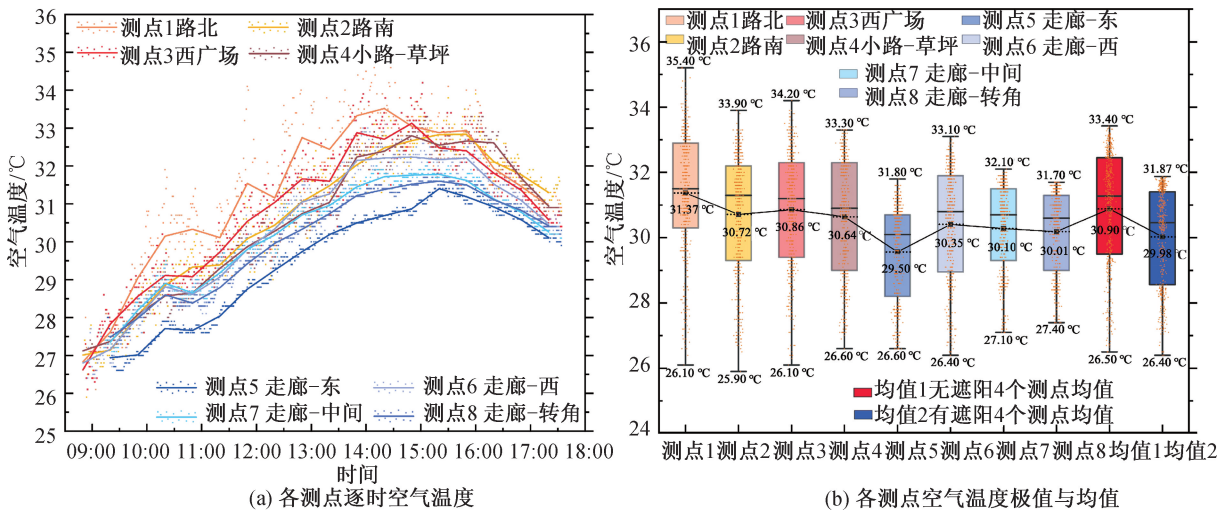 空气温度/℃
36
35
34
33
32
31
30
29
28
27
26
25
测点1路北 测点2路南
测点3西广场 测点4小路-草坪
测点5 走廊-东 测点6 走廊-西
测点7 走廊-中间 测点8 走廊-转角
09:00 10:00 11:00 12:00 13:00 14:00 15:00 16:00 17:00 18:00
时间
(a) 各测点逐时空气温度
空气温度/℃
38
36
34
32
30
28
26
24
测点1路北 测点3西广场 测点5 走廊-东
测点2路南 测点4小路-草坪 测点6 走廊-西
测点7 走廊-中间
测点8 走廊-转角
35.40 ℃ 33.90 ℃ 34.20 ℃ 33.30 ℃ 31.80 ℃ 33.10 ℃ 32.10 ℃ 31.70 ℃ 33.40 ℃ 31.87 ℃
31.37 ℃ 30.72 ℃ 30.86 ℃ 30.64 ℃ 29.50 ℃ 30.35 ℃ 30.10 ℃ 30.01 ℃ 30.90 ℃ 29.98 ℃
26.10 ℃ 25.90 ℃ 26.10 ℃ 26.60 ℃ 26.60 ℃ 26.40 ℃ 27.10 ℃ 27.40 ℃ 26.50 ℃ 26.40 ℃
均值1无遮阳4个测点均值
均值2有遮阳4个测点均值
测点1测点2测点3测点4测点5测点6测点7测点8均值1均值2
(b) 各测点空气温度极值与均值